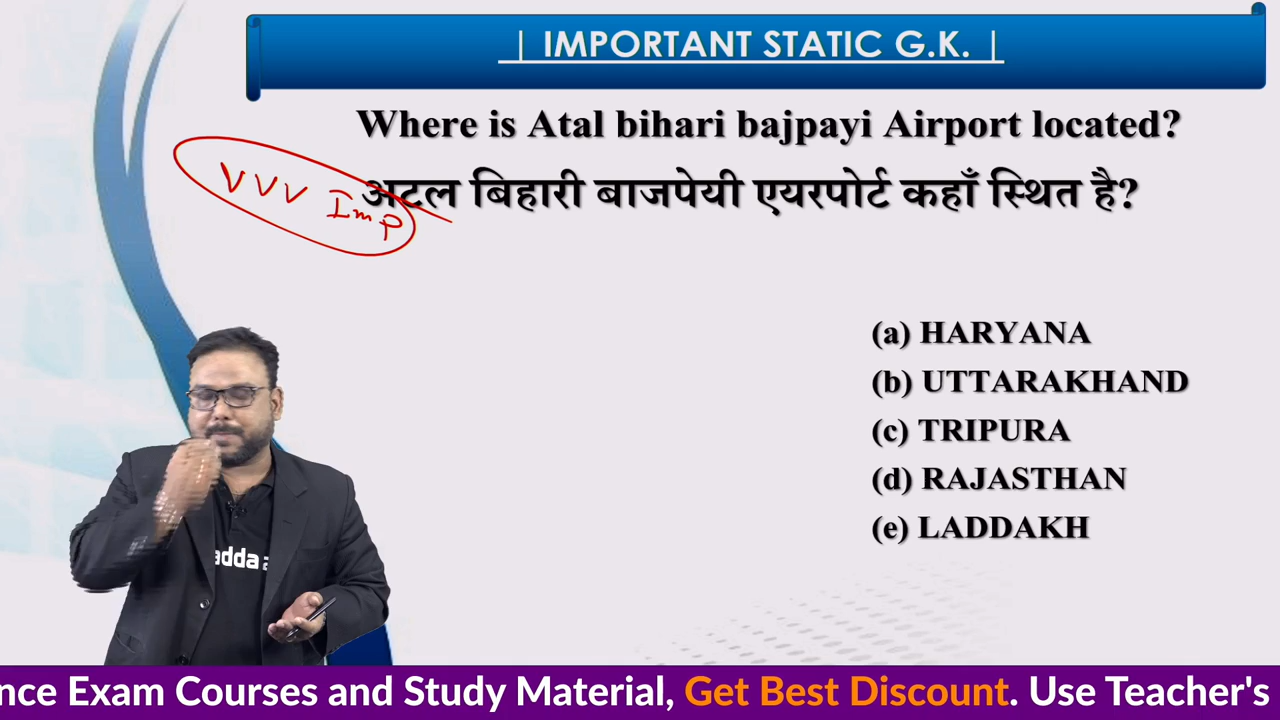 | IMPORTANT STATIC G.K. |
Where is Atal bihari bajpayi Airport located?
अटल बिहारी बाजपेयी एयरपोर्ट कहाँ स्थित है?
VVV Imp
(a) HARYANA
(b) UTTARAKHAND
(c) TRIPURA
(d) RAJASTHAN
(e) LADDAKH
adda
nce Exam Courses and Study Material, Get Best Discount. Use Teacher's